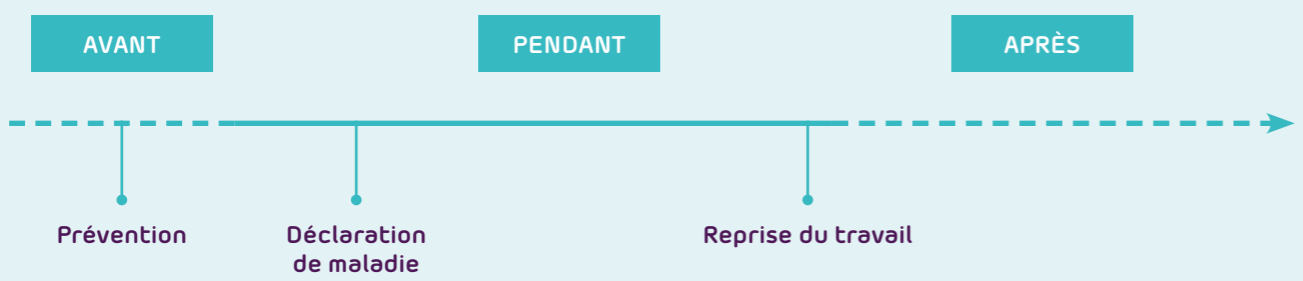 AVANT
PENDANT
APRÈS
Prévention
Déclaration
de maladie
Reprise du travail